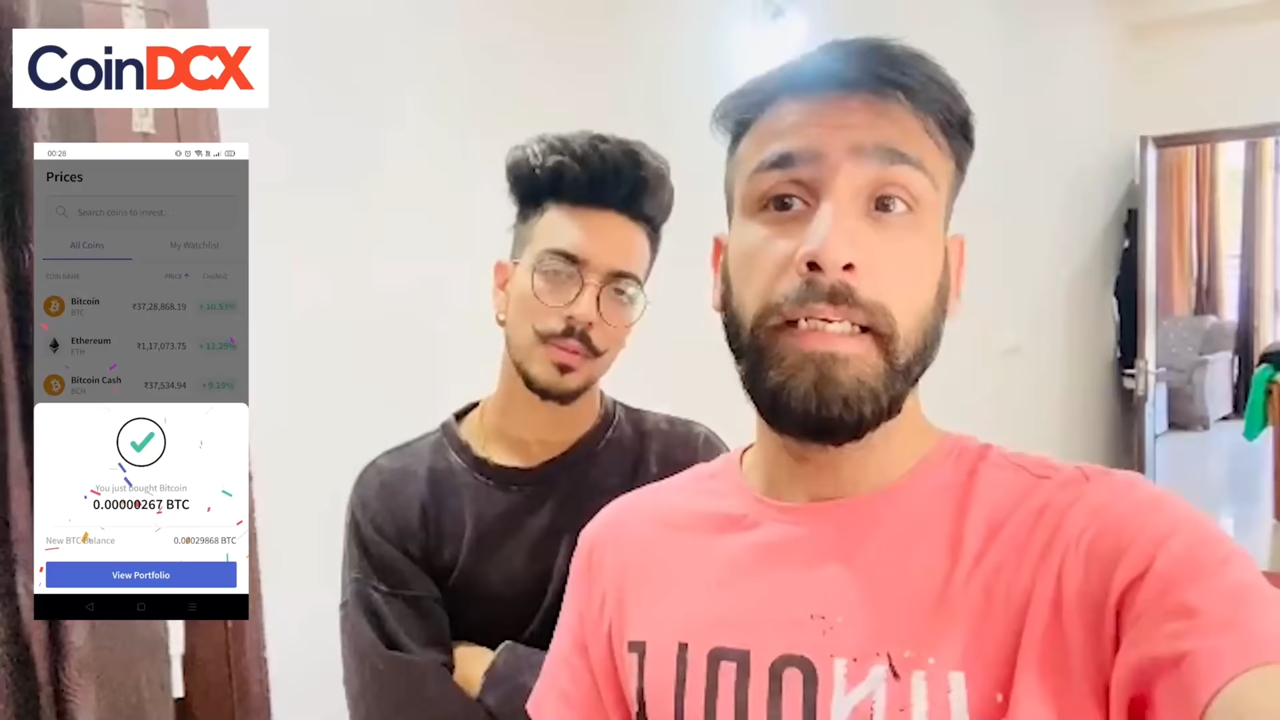 CoinDCX
00:28
Prices
Search coins to invest...
All Coins My Watchlist
COIN NAME PRICE
Bitcoin ₹37,28,868.19 +10.53%
BTC
Ethereum ₹1,17,073.75 +12.29%
ETH
Bitcoin Cash ₹37,534.94 +9.19%
BCH
You just bought Bitcoin
0.00000267 BTC
New BTC Balance 0.00029868 BTC
View Portfolio